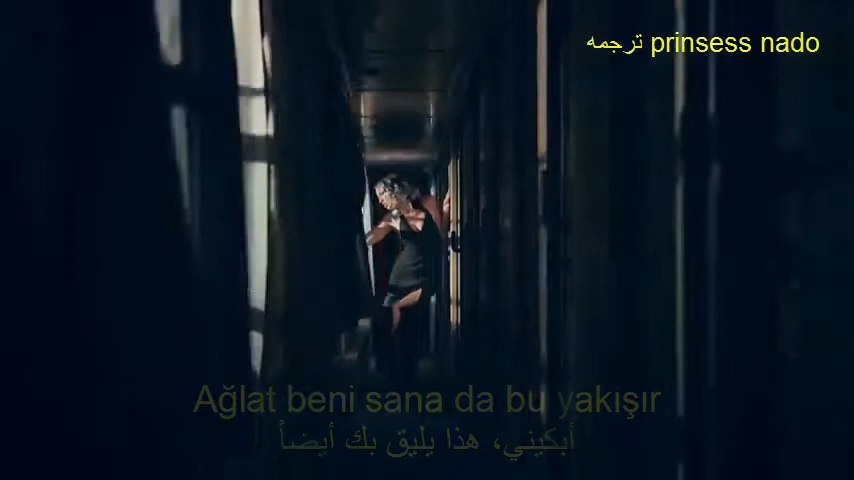 ترجمه prinsess nado
Ağlat beni sana da bu yakışır
أبكيني، هذا يليق بك أيضاً